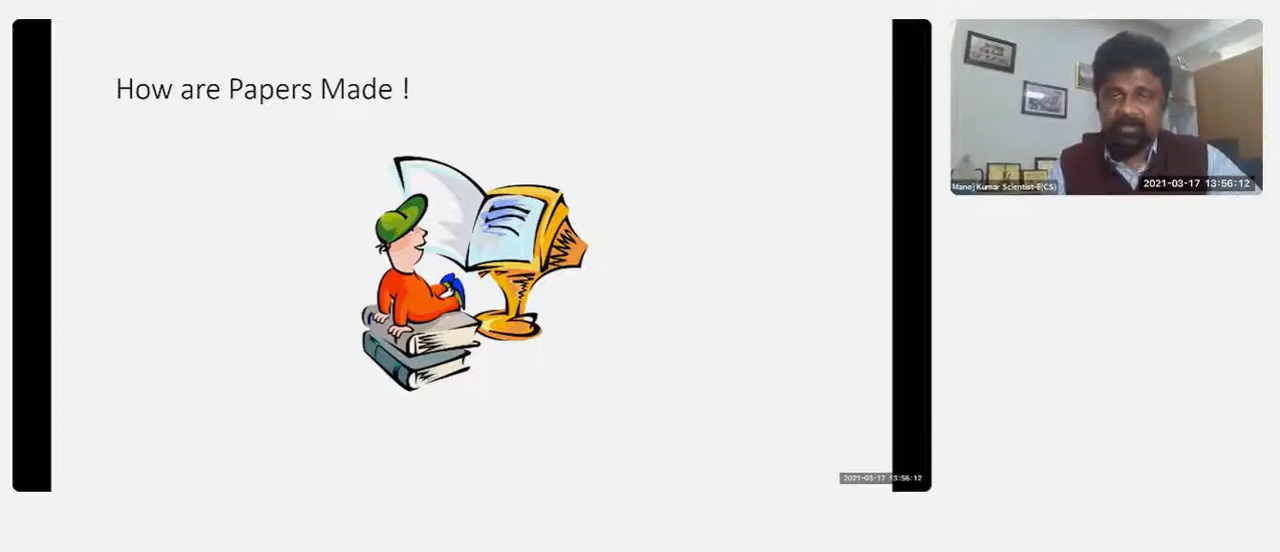 How are Papers Made !
Manoj Kumar Scientist-E(CS)
2021-03-17 13:56:12
2021-03-17 13:56:12